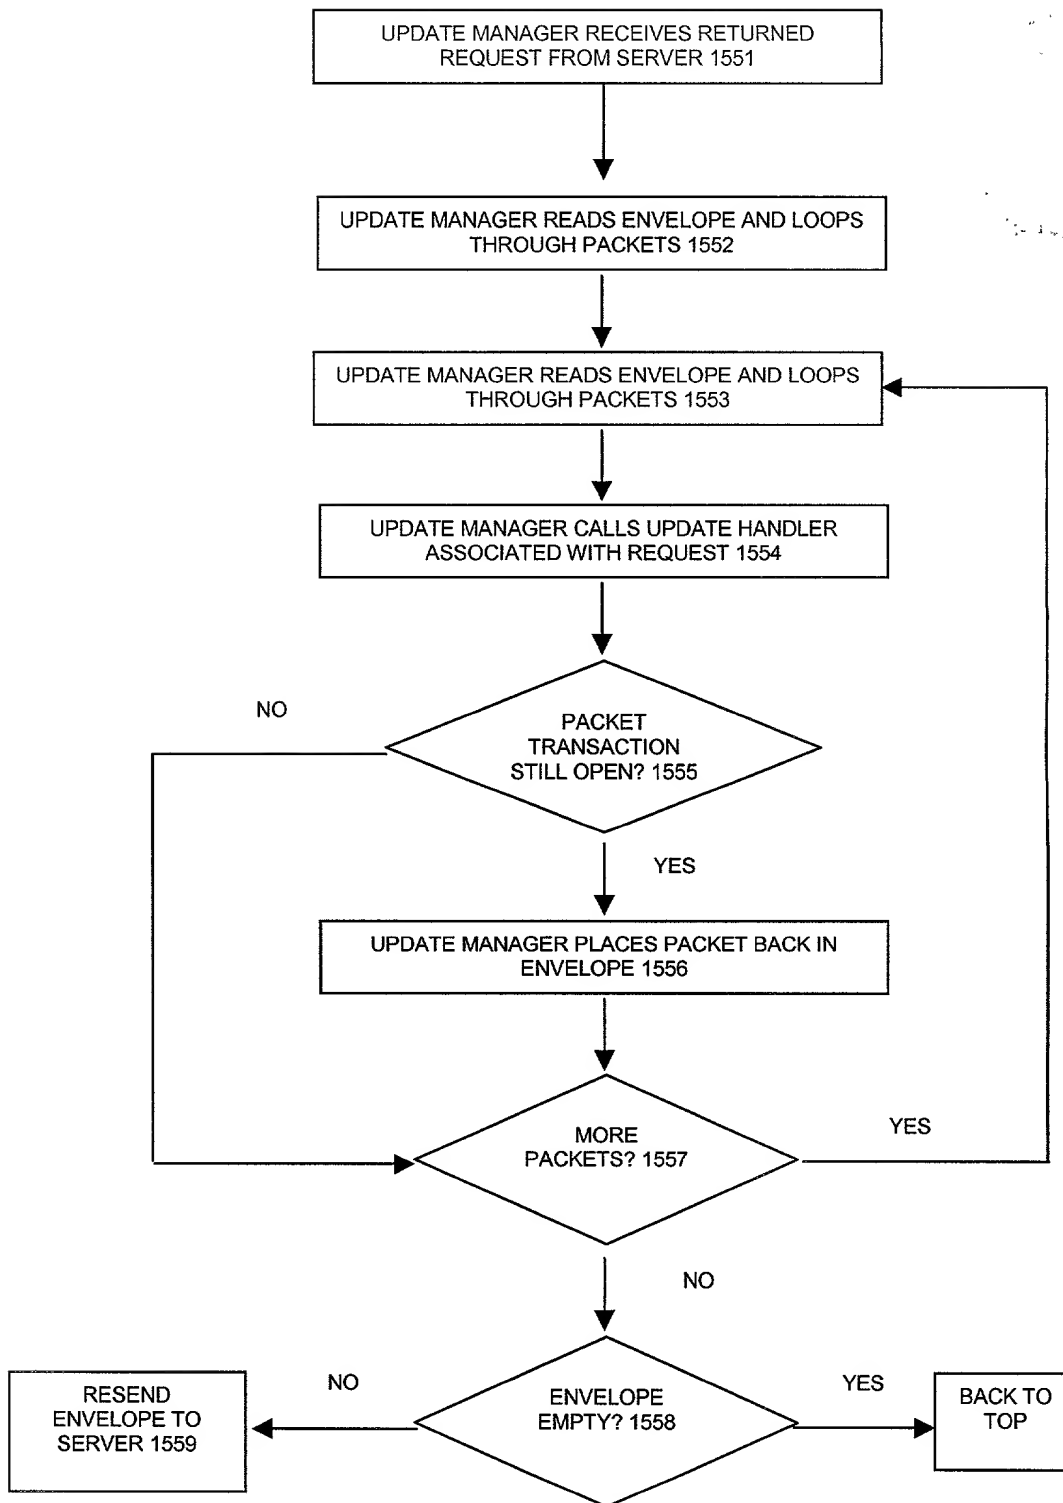 UPDATE MANAGER RECEIVES RETURNED
REQUEST FROM SERVER 1551
UPDATE MANAGER READS ENVELOPE AND LOOPS
THROUGH PACKETS 1552
UPDATE MANAGER READS ENVELOPE AND LOOPS
THROUGH PACKETS 1553
UPDATE MANAGER CALLS UPDATE HANDLER
ASSOCIATED WITH REQUEST 1554
NO
PACKET
TRANSACTION
STILL OPEN? 1555
YES
UPDATE MANAGER PLACES PACKET BACK IN
ENVELOPE 1556
MORE
PACKETS? 1557
YES
NO
RESEND
ENVELOPE TO
SERVER 1559
NO
ENVELOPE
EMPTY? 1558
YES
BACK TO
TOP